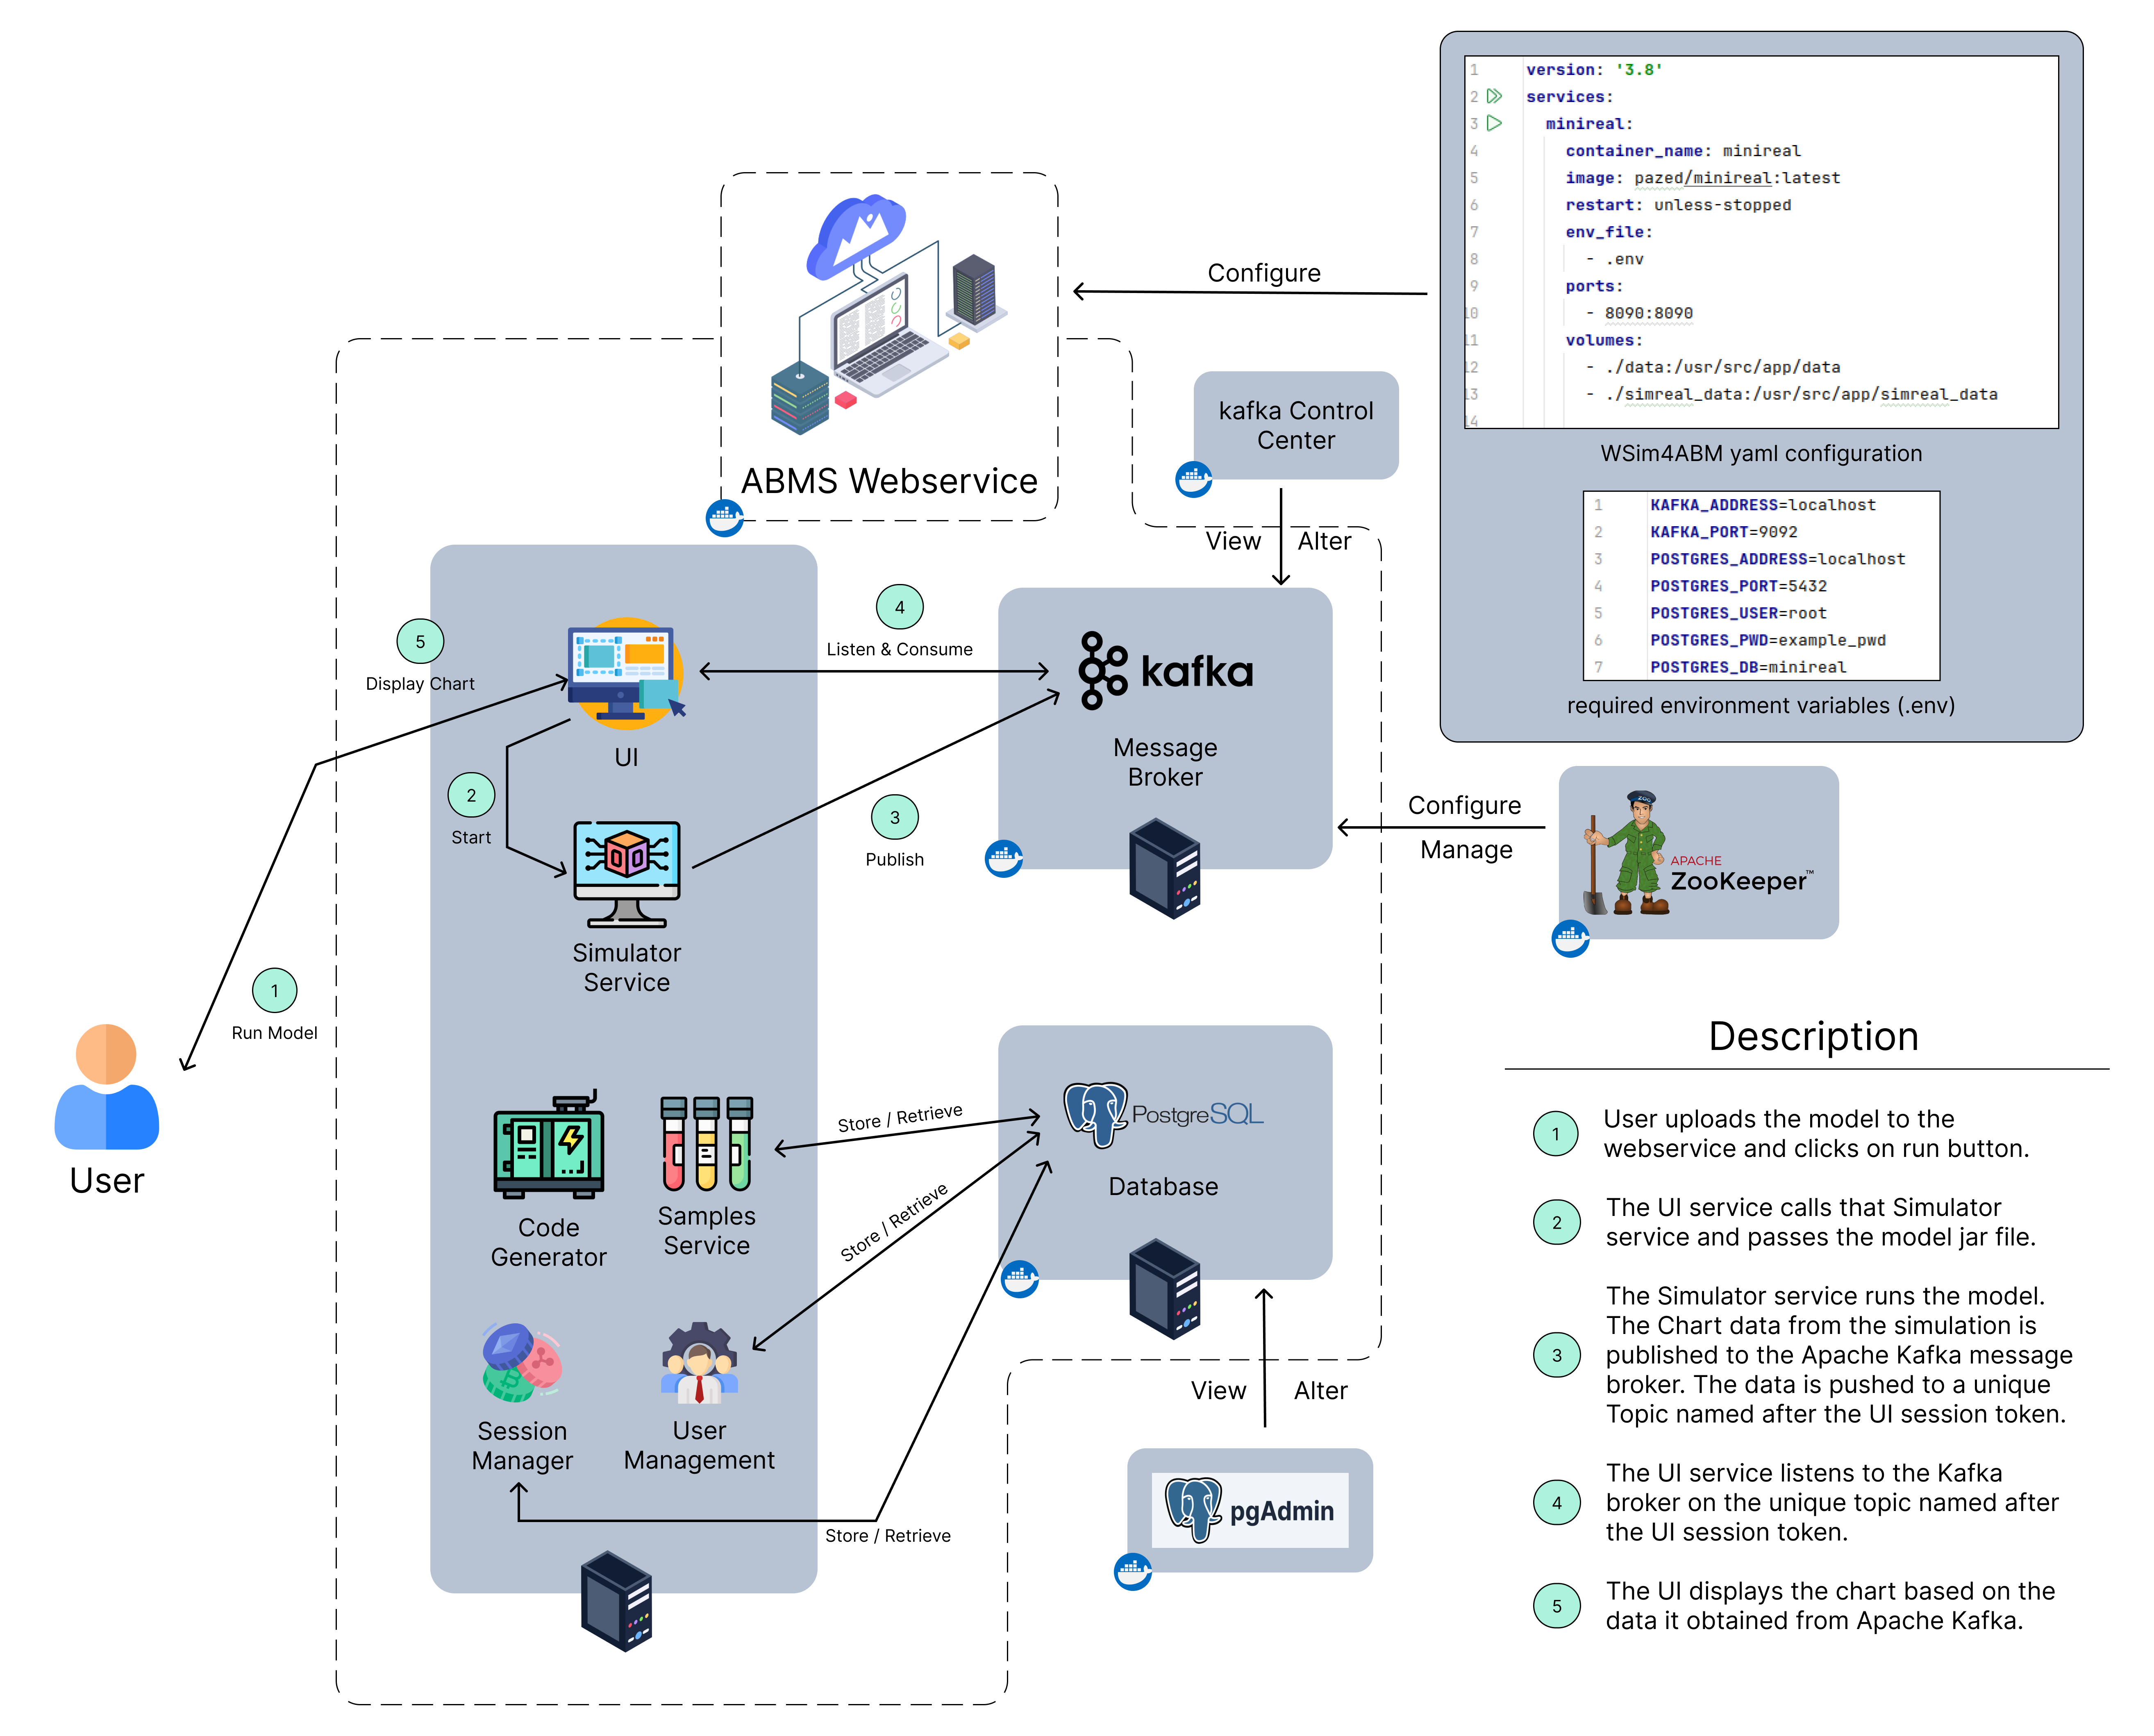 1 version: '3.8'
2 services:
3 minireal:
4 container_name: minireal
5 image: pazed/minireal:latest
6 restart: unless-stopped
7 env_file:
8 - .env
9 ports:
10 - 8090:8090
11 volumes:
12 - ./data:/usr/src/app/data
13 - ./simreal_data:/usr/src/app/simreal_data
14
WSim4ABM yaml configuration
1 KAFKA_ADDRESS=localhost
2 KAFKA_PORT=9092
3 POSTGRES_ADDRESS=localhost
4 POSTGRES_PORT=5432
5 POSTGRES_USER=root
6 POSTGRES_PWD=example_pwd
7 POSTGRES_DB=minireal
required environment variables (.env)
Configure
ABMS Webservice
kafka Control
Center
View Alter
4
Listen & Consume
5
Display Chart
UI
kafka
Message
Broker
2
Start
3
Publish
Simulator
Service
Configure
Manage
ZOO
APACHE
ZooKeeper™
1
Run Model
User
Code
Generator
Samples
Service
Store / Retrieve
Store / Retrieve
PostgreSQL
Database
Session
Manager
User
Management
Store / Retrieve
View Alter
pgAdmin
Description
1 User uploads the model to the
webservice and clicks on run button.
2 The UI service calls that Simulator
service and passes the model jar file.
3 The Simulator service runs the model.
The Chart data from the simulation is
published to the Apache Kafka message
broker. The data is pushed to a unique
Topic named after the UI session token.
4 The UI service listens to the Kafka
broker on the unique topic named after
the UI session token.
5 The UI displays the chart based on the
data it obtained from Apache Kafka.